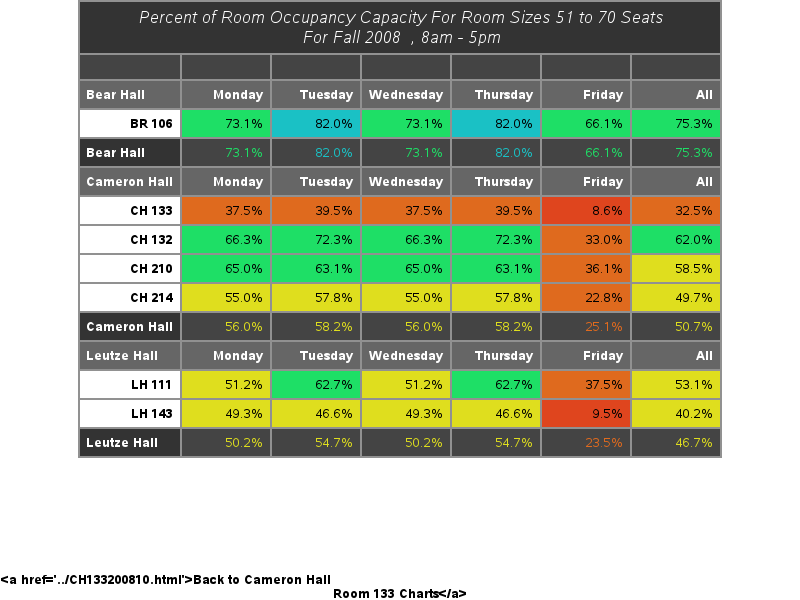 Percent of Room Occupancy Capacity For Room Sizes 51 to 70 Seats
For Fall 2008 , 8am - 5pm
Bear Hall Monday Tuesday Wednesday Thursday Friday All
BR 106 73.1% 82.0% 73.1% 82.0% 66.1% 75.3%
Bear Hall 73.1% 82.0% 73.1% 82.0% 66.1% 75.3%
Cameron Hall Monday Tuesday Wednesday Thursday Friday All
CH 133 37.5% 39.5% 37.5% 39.5% 8.6% 32.5%
CH 132 66.3% 72.3% 66.3% 72.3% 33.0% 62.0%
CH 210 65.0% 63.1% 65.0% 63.1% 36.1% 58.5%
CH 214 55.0% 57.8% 55.0% 57.8% 22.8% 49.7%
Cameron Hall 56.0% 58.2% 56.0% 58.2% 25.1% 50.7%
Leutze Hall Monday Tuesday Wednesday Thursday Friday All
LH 111 51.2% 62.7% 51.2% 62.7% 37.5% 53.1%
LH 143 49.3% 46.6% 49.3% 46.6% 9.5% 40.2%
Leutze Hall 50.2% 54.7% 50.2% 54.7% 23.5% 46.7%
<a href='../CH133200810.html'>Back to Cameron Hall
Room 133 Charts</a>